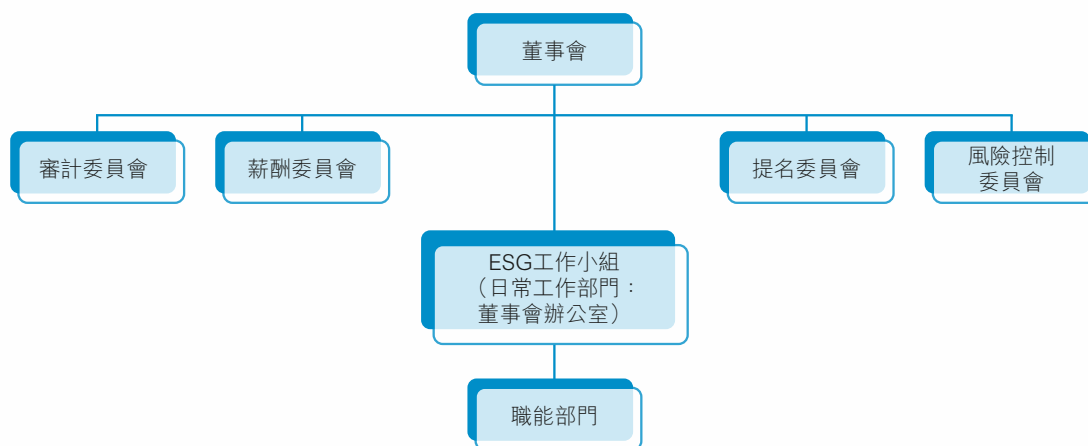 董事會
審計委員會
薪酬委員會
提名委員會
風險控制
委員會
ESG工作小組
（日常工作部門：
董事會辦公室）
職能部門